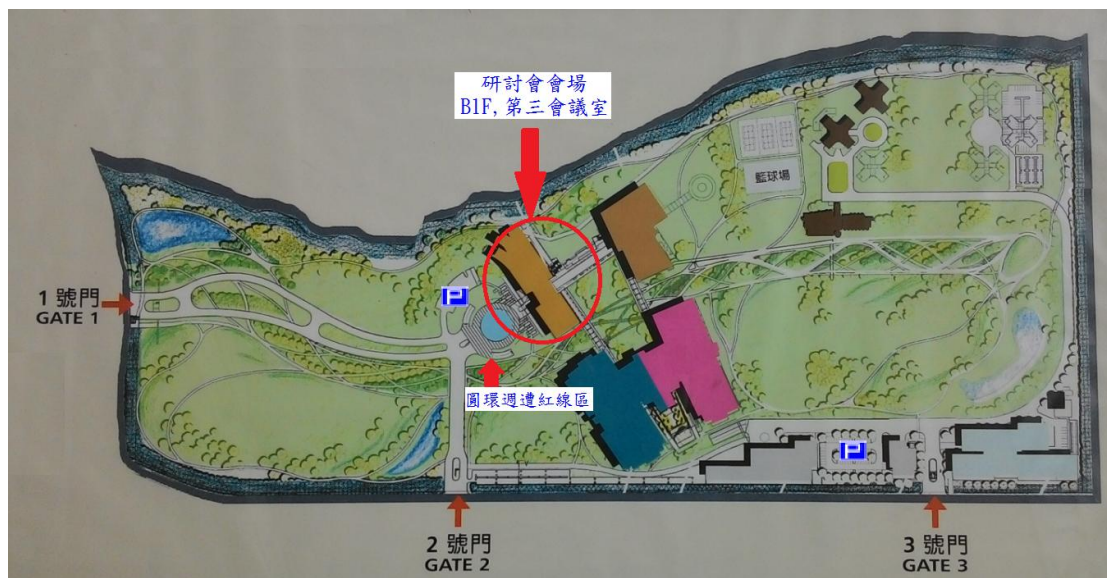 研討會會場
B1F, 第三會議室
籃球場
1 號門
GATE 1
P
圓環週遭紅線區
P
2 號門
GATE 2
3 號門
GATE 3